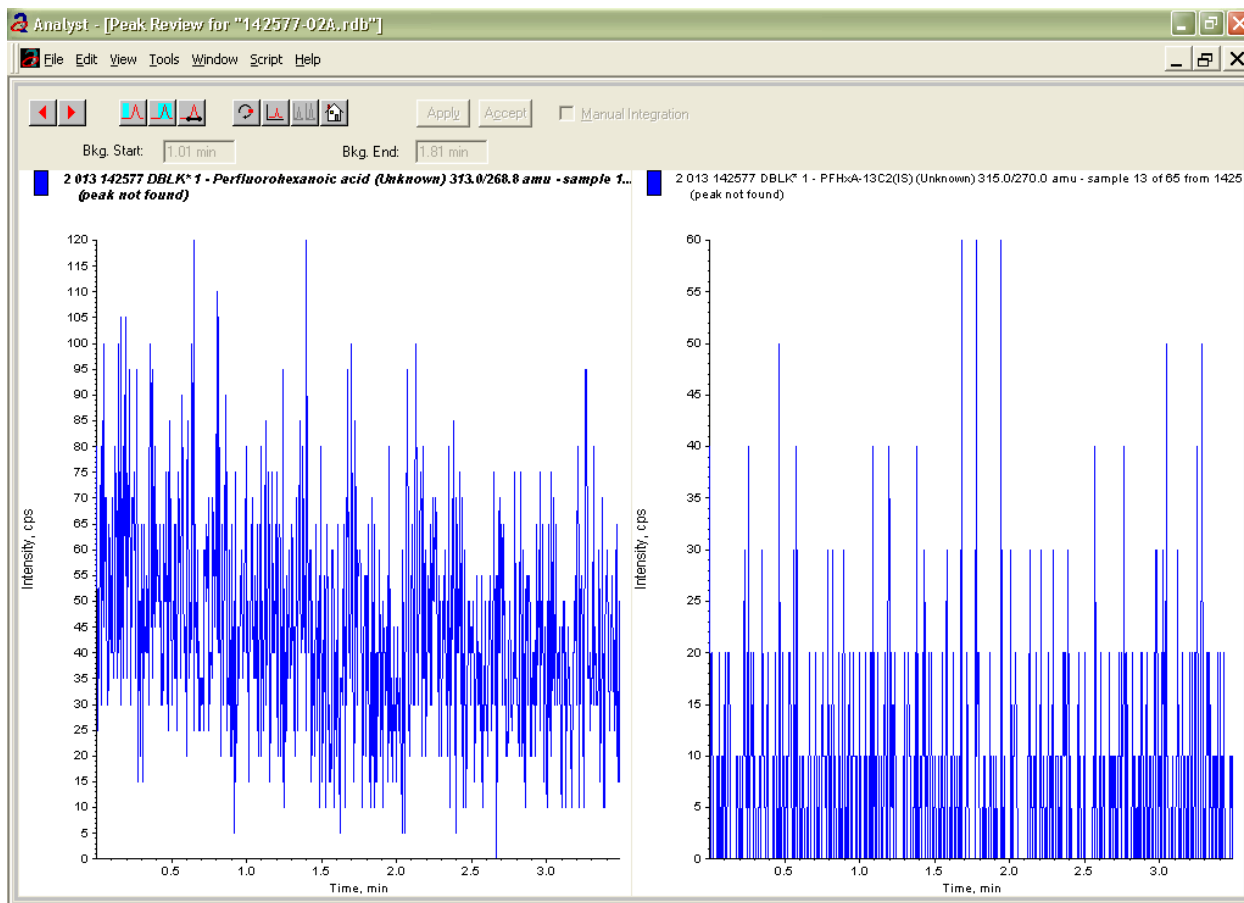 Analyst - [Peak Review for "142577-02A.rdb"]
File Edit View Tools Window Script Help
Apply Accept Manual Integration
Bkg. Start: 1.01 min Bkg. End: 1.81 min
2 013 142577 DBLK* 1 - Perfluorohexanoic acid (Unknown) 313.0/268.8 amu - sample 1...
(peak not found)
120
115
110
105
100
95
90
85
80
75
70
65
60
55
50
45
40
35
30
25
20
15
10
5
0
Intensity, cps
0.5 1.0 1.5 2.0 2.5 3.0
Time, min
2 013 142577 DBLK* 1 - PFHxA-13C2(IS) (Unknown) 315.0/270.0 amu - sample 13 of 65 from 1425
(peak not found)
60
55
50
45
40
35
30
25
20
15
10
5
0
Intensity, cps
0.5 1.0 1.5 2.0 2.5 3.0
Time, min